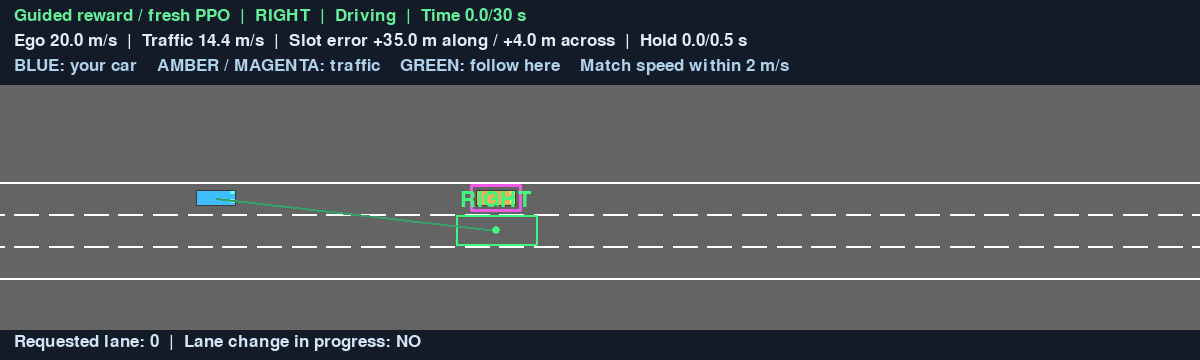 Guided reward / fresh PPO | RIGHT | Driving | Time 0.0/30 s
Ego 20.0 m/s | Traffic 14.4 m/s | Slot error +35.0 m along / +4.0 m across | Hold 0.0/0.5 s
BLUE: your car AMBER / MAGENTA: traffic GREEN: follow here Match speed within 2 m/s
RIGHT
Requested lane: 0 | Lane change in progress: NO